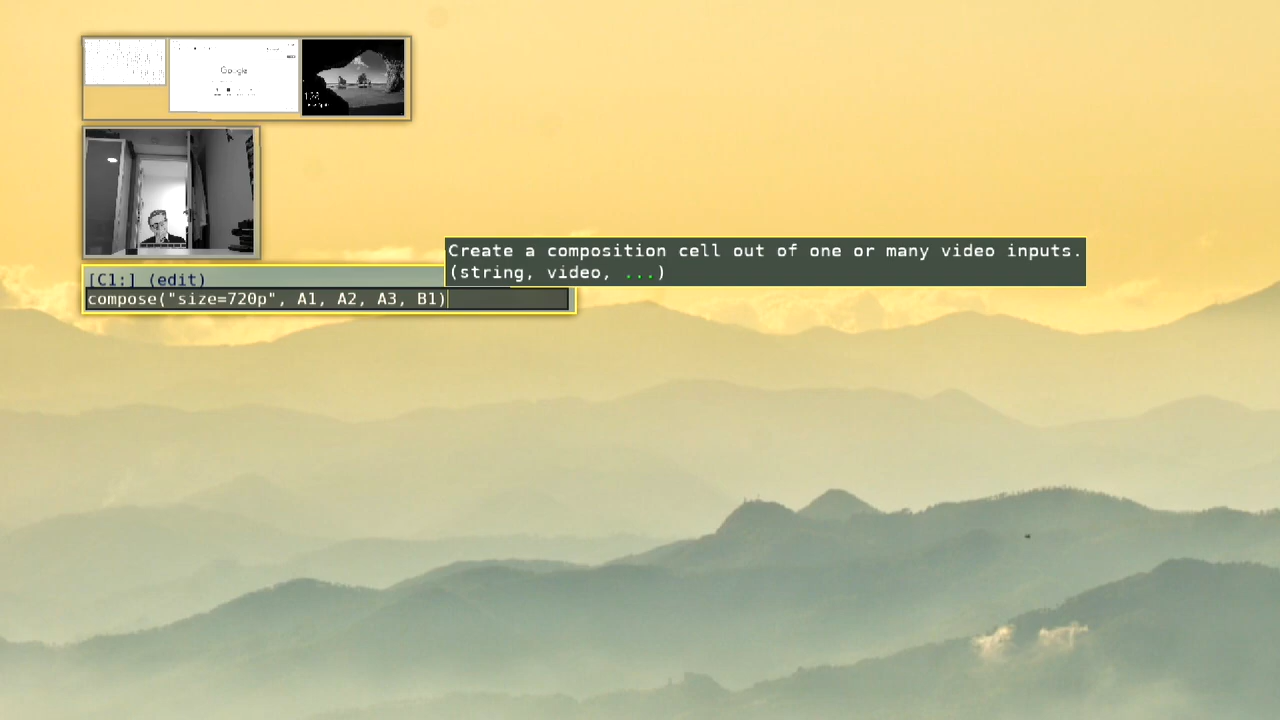 Google
Create a composition cell out of one or many video inputs.
(string, video, ...)
[C1:] (edit)
compose("size=720p", A1, A2, A3, B1)